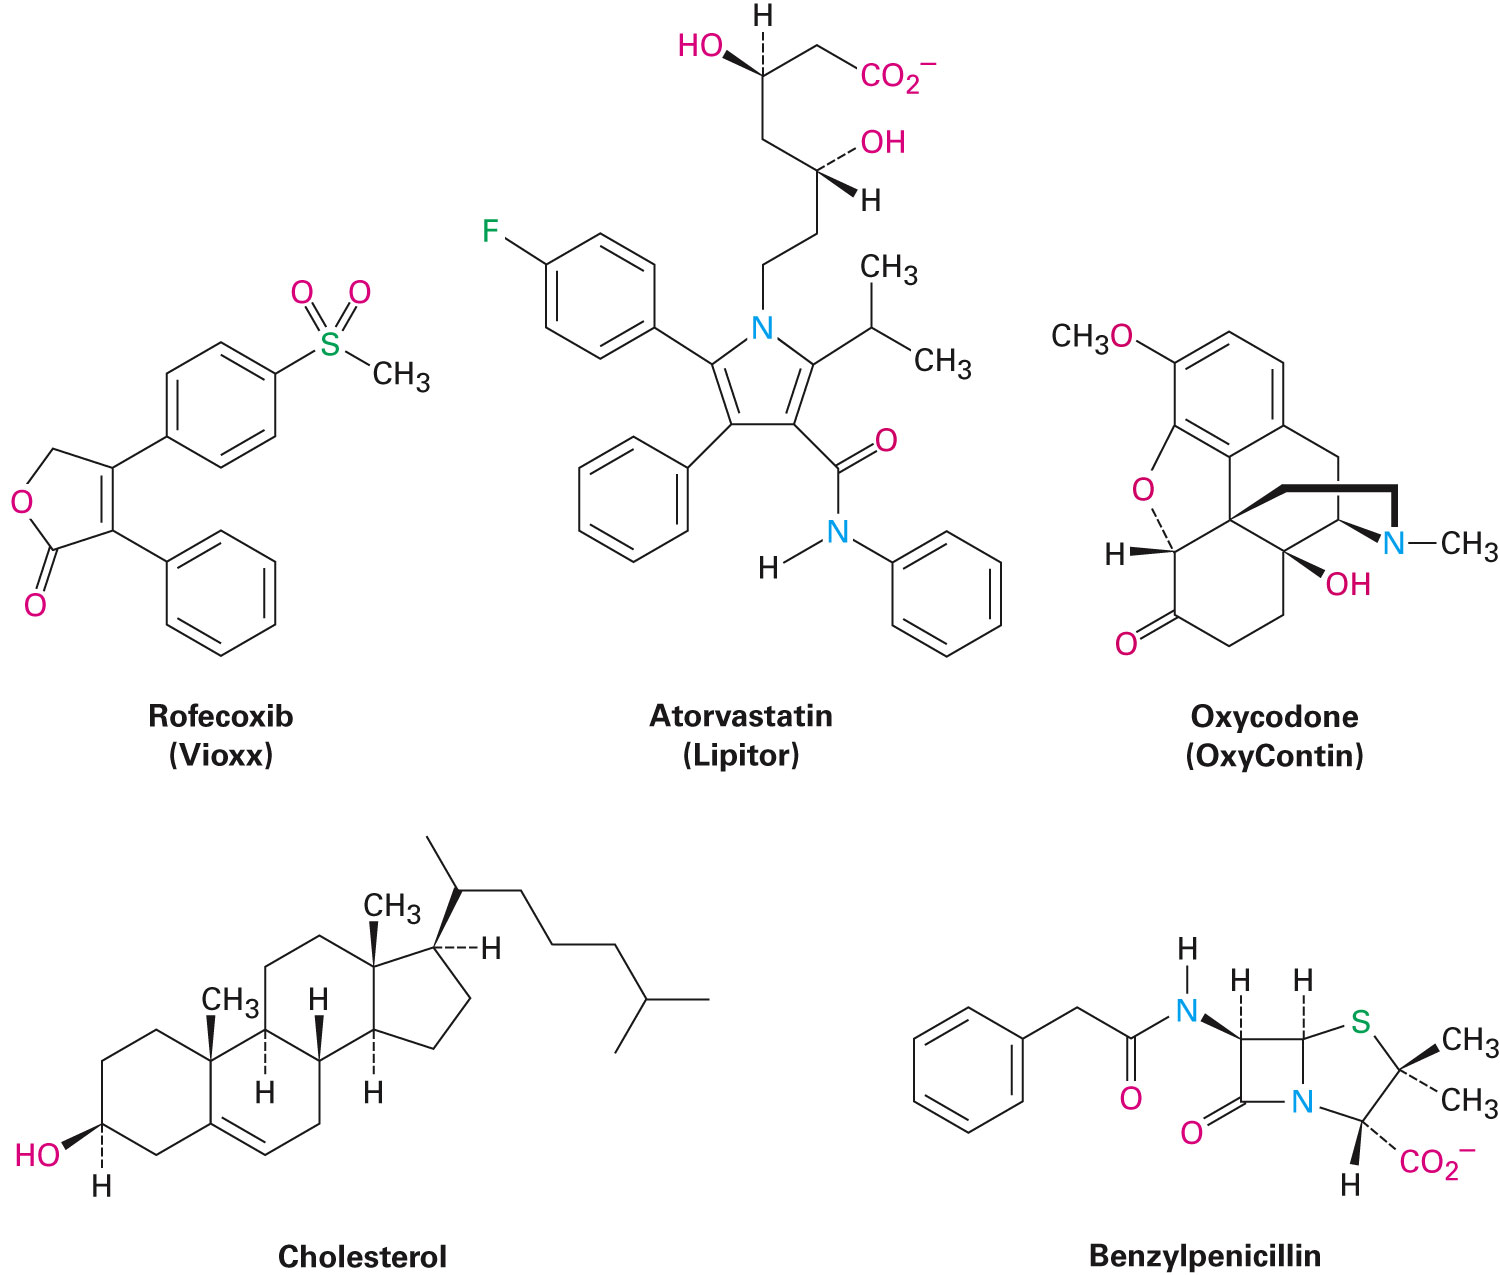 H
HO
CO₂⁻
OH
H
F
CH₃
O O
N
S
CH₃
CH₃O
CH₃
O
O
O
N
N CH₃
H
H
OH
O
O
Rofecoxib
(Vioxx)
Atorvastatin
(Lipitor)
Oxycodone
(OxyContin)
CH₃
H
CH₃ H
H H
HO
H
H
H H
N
S
CH₃
O
N
CH₃
O
CO₂⁻
H
Cholesterol
Benzylpenicillin